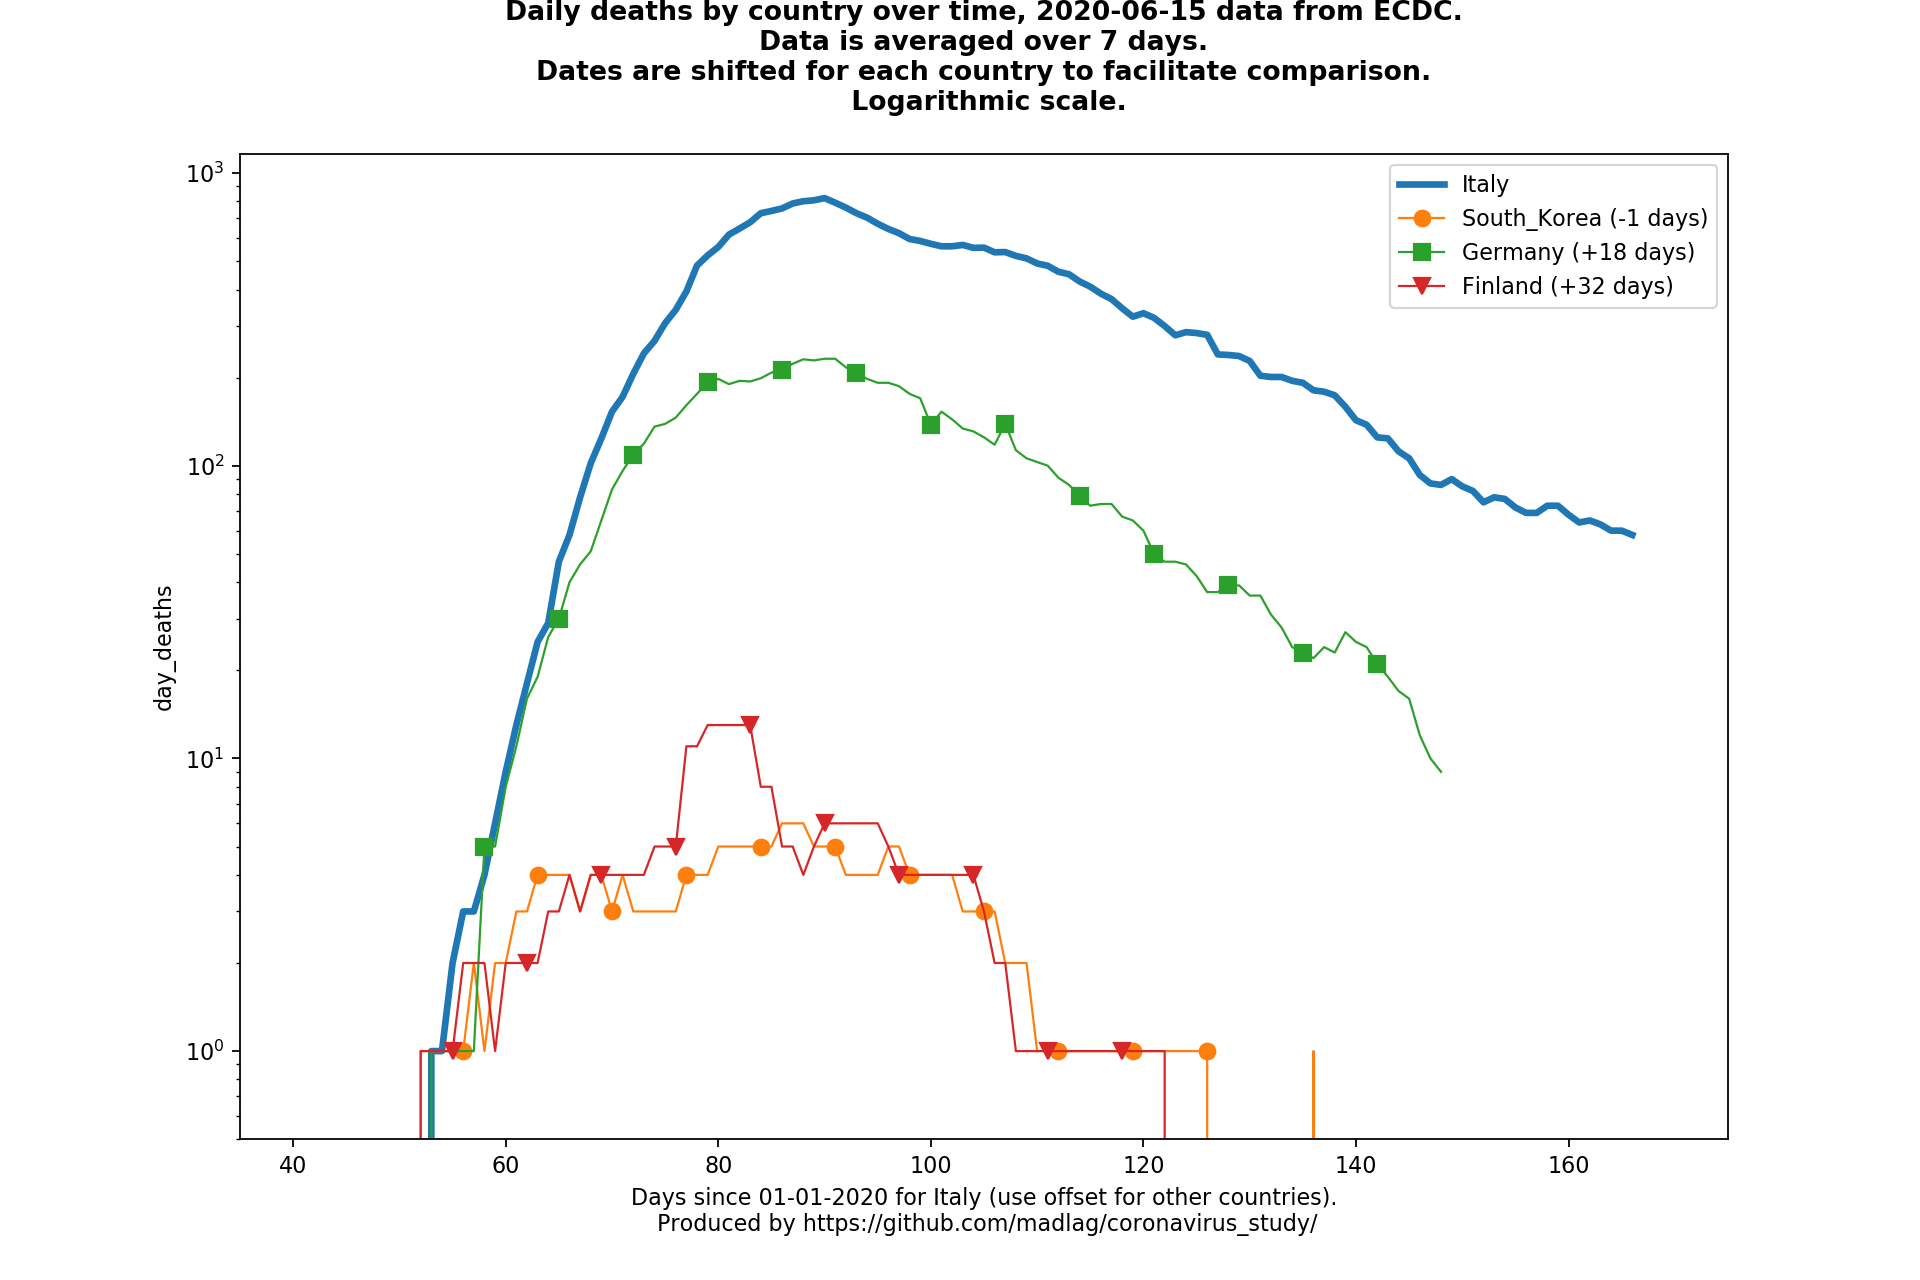 Daily deaths by country over time, 2020-06-15 data from ECDC.
Data is averaged over 7 days.
Dates are shifted for each country to facilitate comparison.
Logarithmic scale.
10³
10²
10¹
10⁰
day_deaths
Italy
South_Korea (-1 days)
Germany (+18 days)
Finland (+32 days)
40 60 80 100 120 140 160
Days since 01-01-2020 for Italy (use offset for other countries).
Produced by https://github.com/madlag/coronavirus_study/